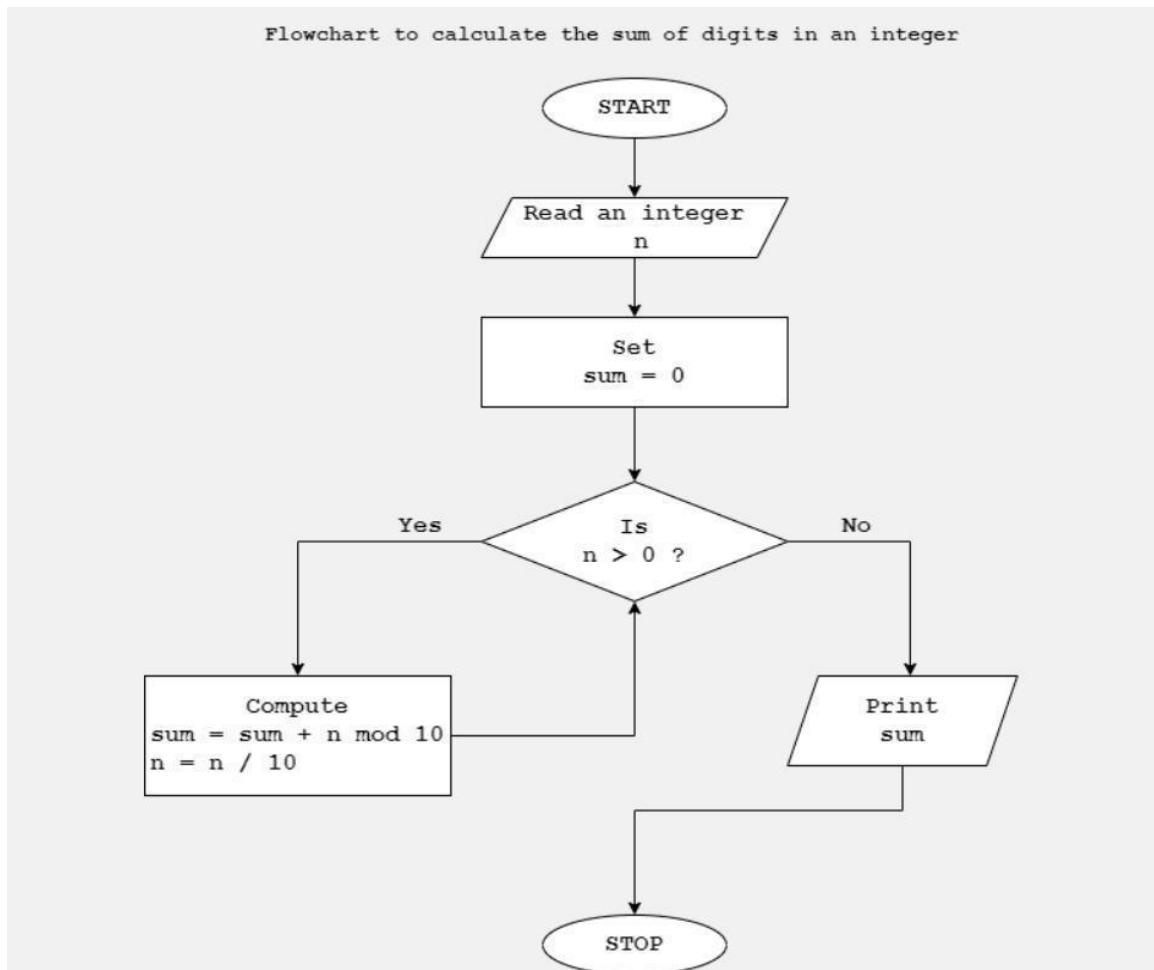 Flowchart to calculate the sum of digits in an integer
START
Read an integer
n
Set
sum = 0
Is
n > 0 ?
Yes
No
Compute
sum = sum + n mod 10
n = n / 10
Print
sum
STOP